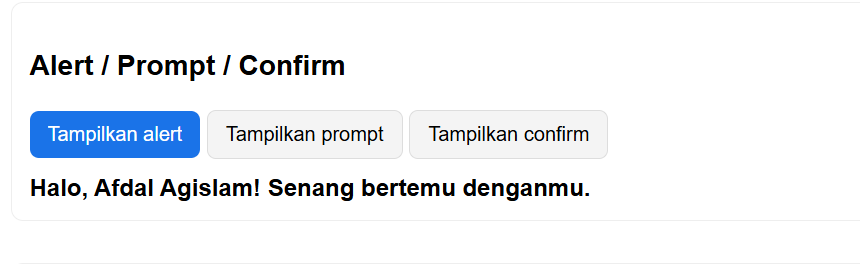 Alert / Prompt / Confirm
Tampilkan alert Tampilkan prompt Tampilkan confirm
Halo, Afdal Agislam! Senang bertemu denganmu.